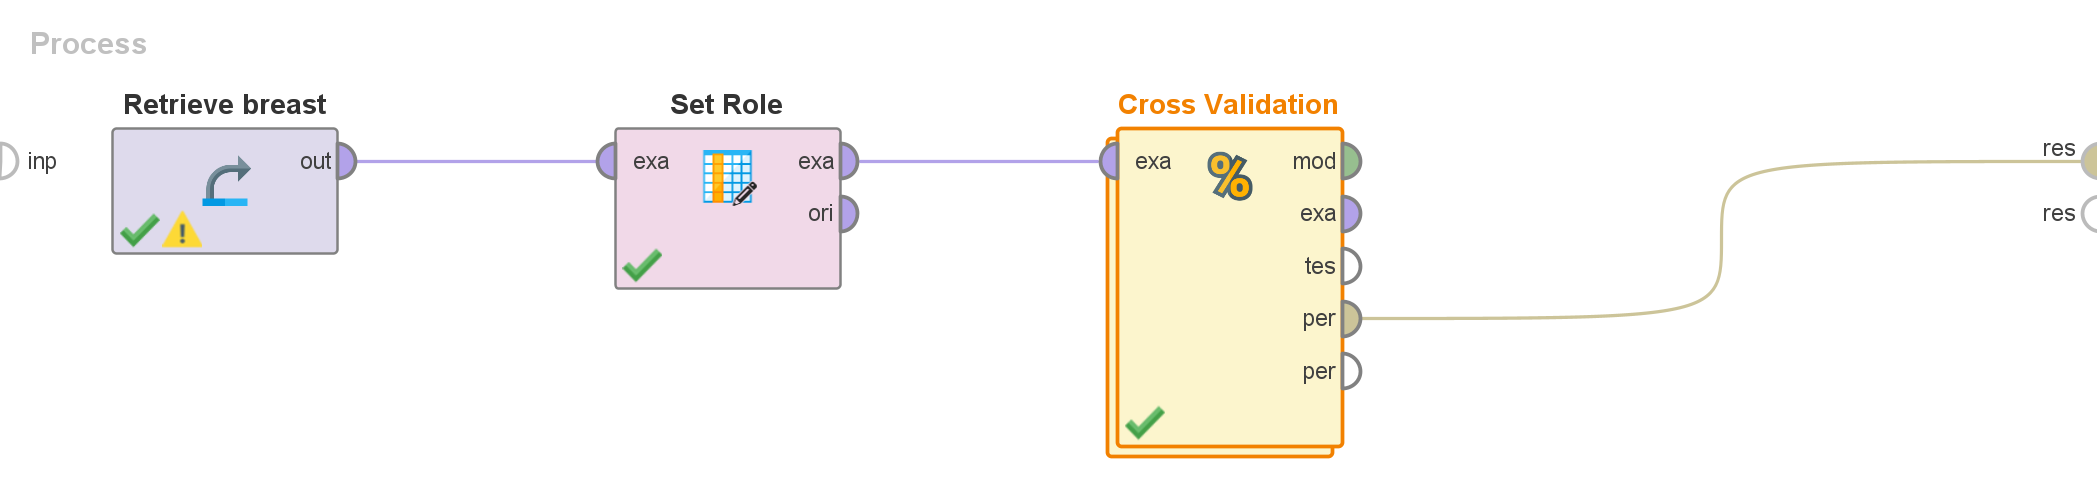 Process
Retrieve breast
Set Role
Cross Validation
inp
out
exa
exa
ori
exa
mod
exa
tes
per
per
res
res